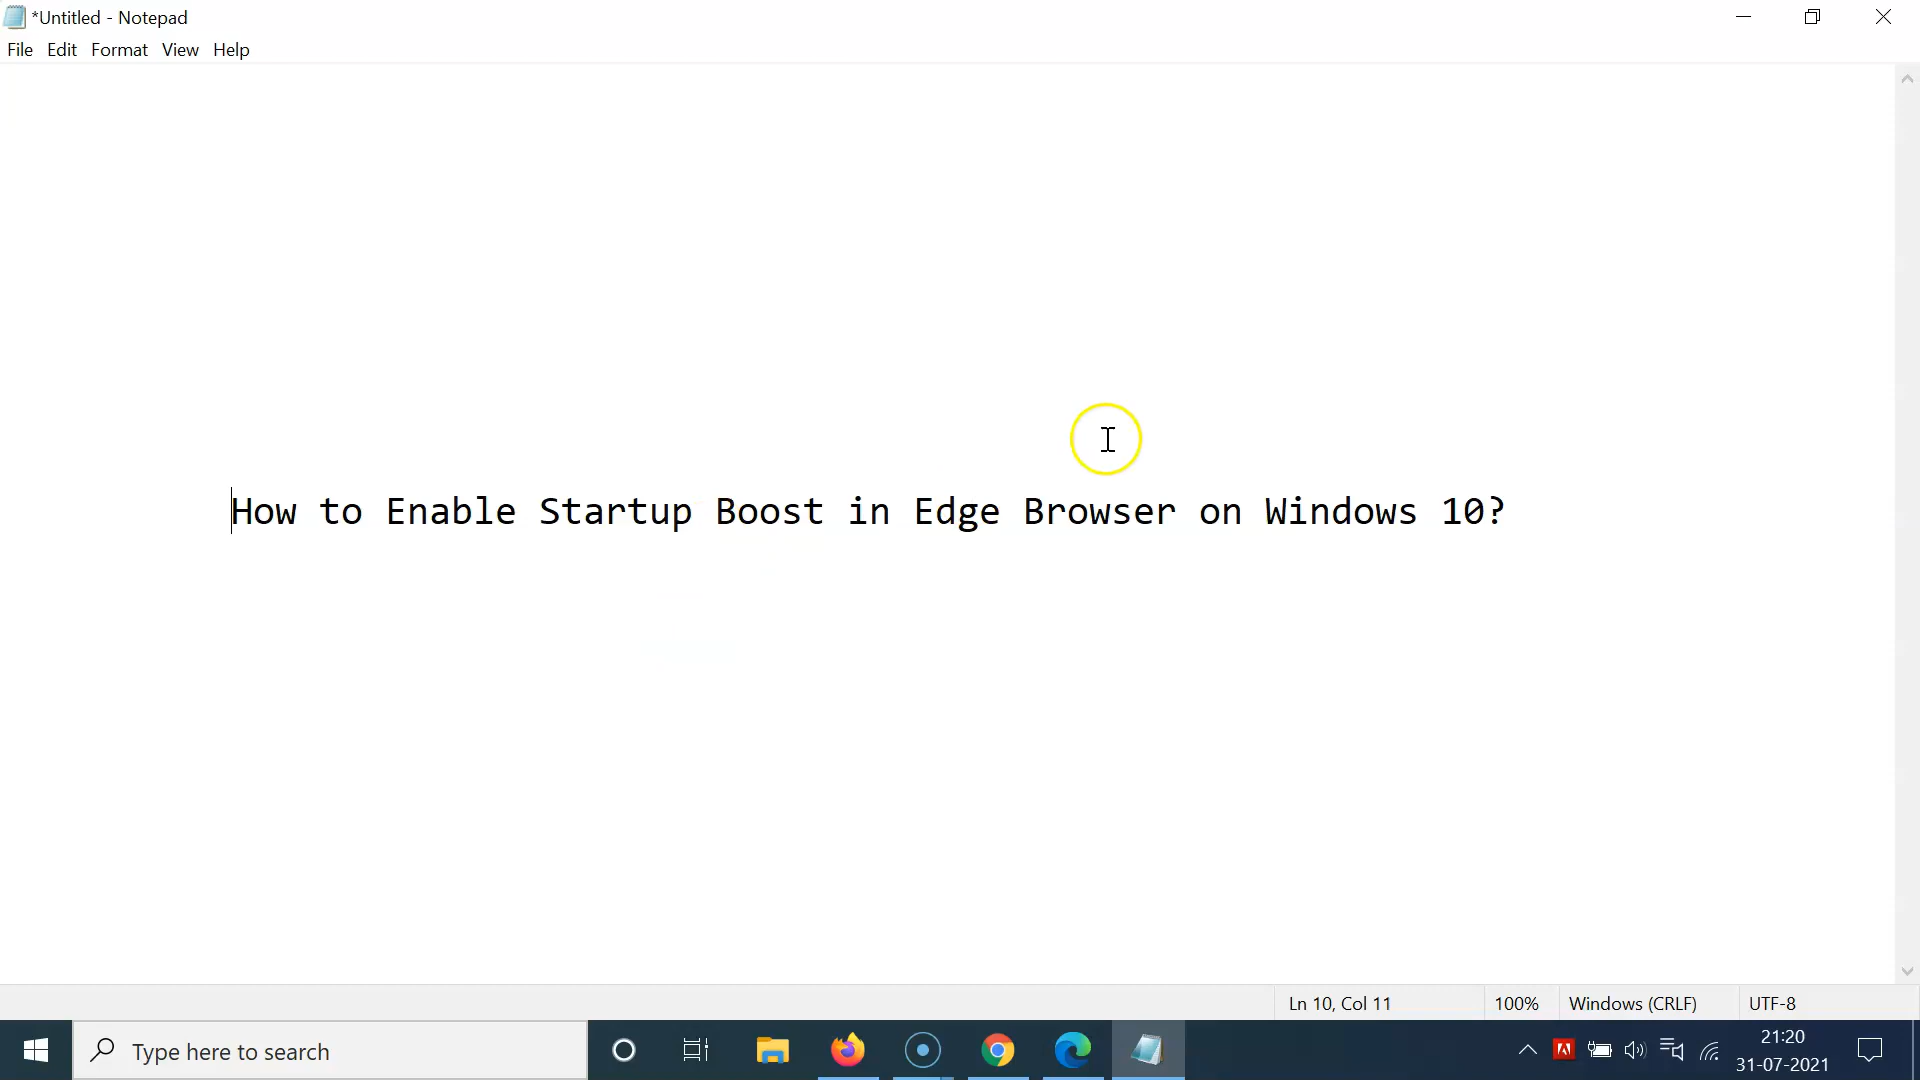 *Untitled - Notepad
File Edit Format View Help
How to Enable Startup Boost in Edge Browser on Windows 10?
Ln 10, Col 11 100% Windows (CRLF) UTF-8
Type here to search
21:20
31-07-2021